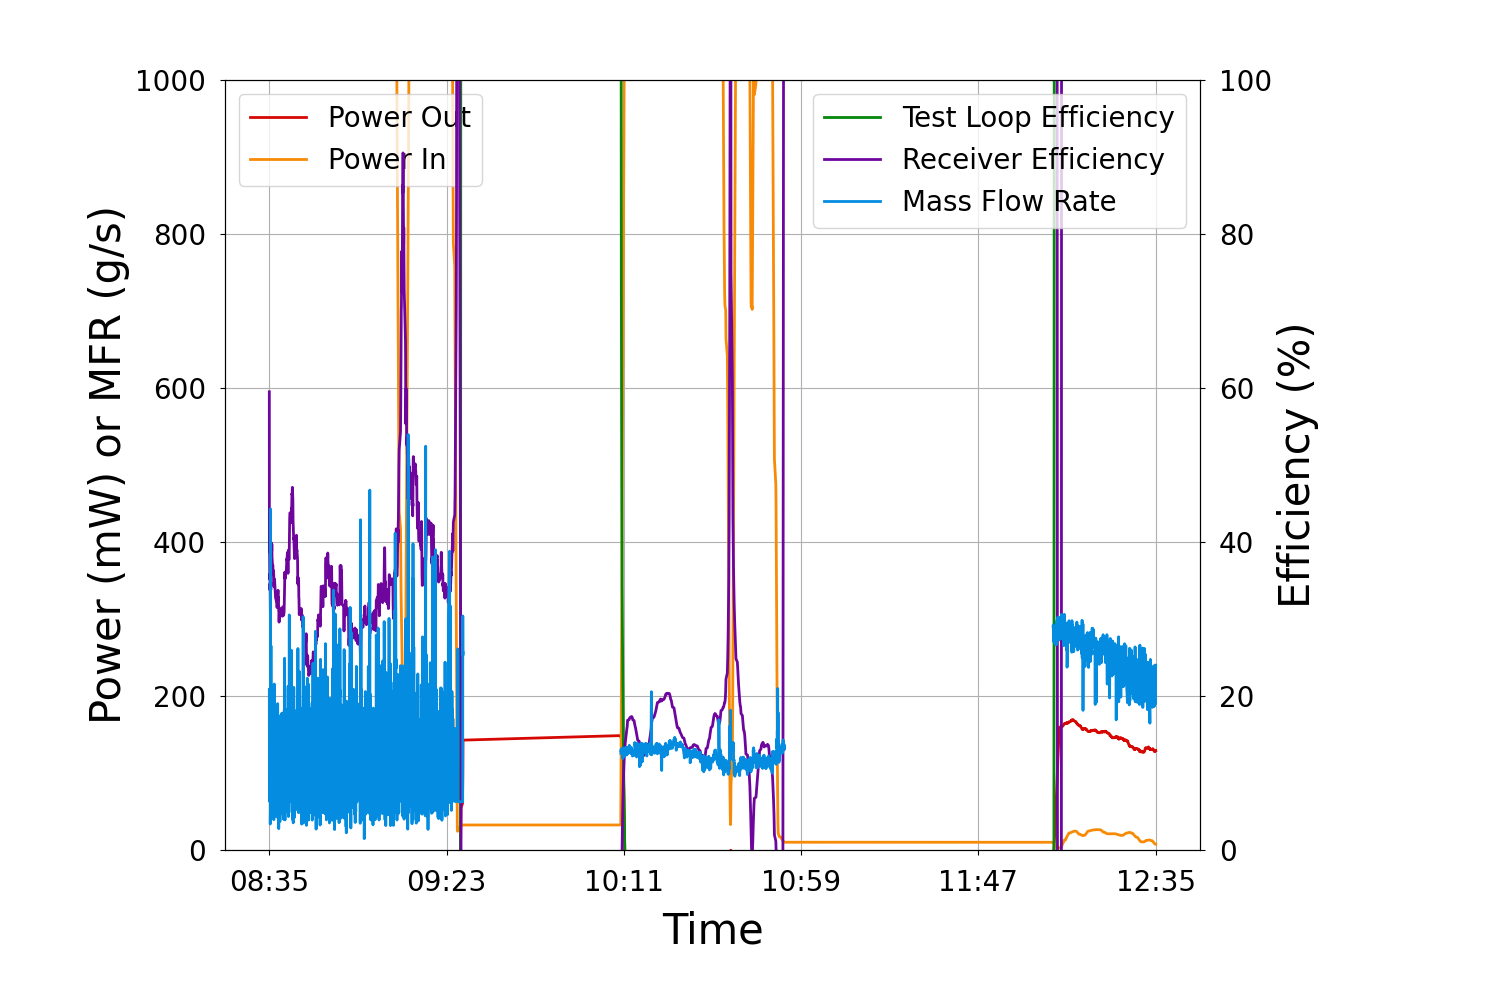 1000
800
600
400
200
0
Power (mW) or MFR (g/s)
Power Out
Power In
Test Loop Efficiency
Receiver Efficiency
Mass Flow Rate
100
80
60
40
20
0
Efficiency (%)
08:35 09:23 10:11 10:59 11:47 12:35
Time